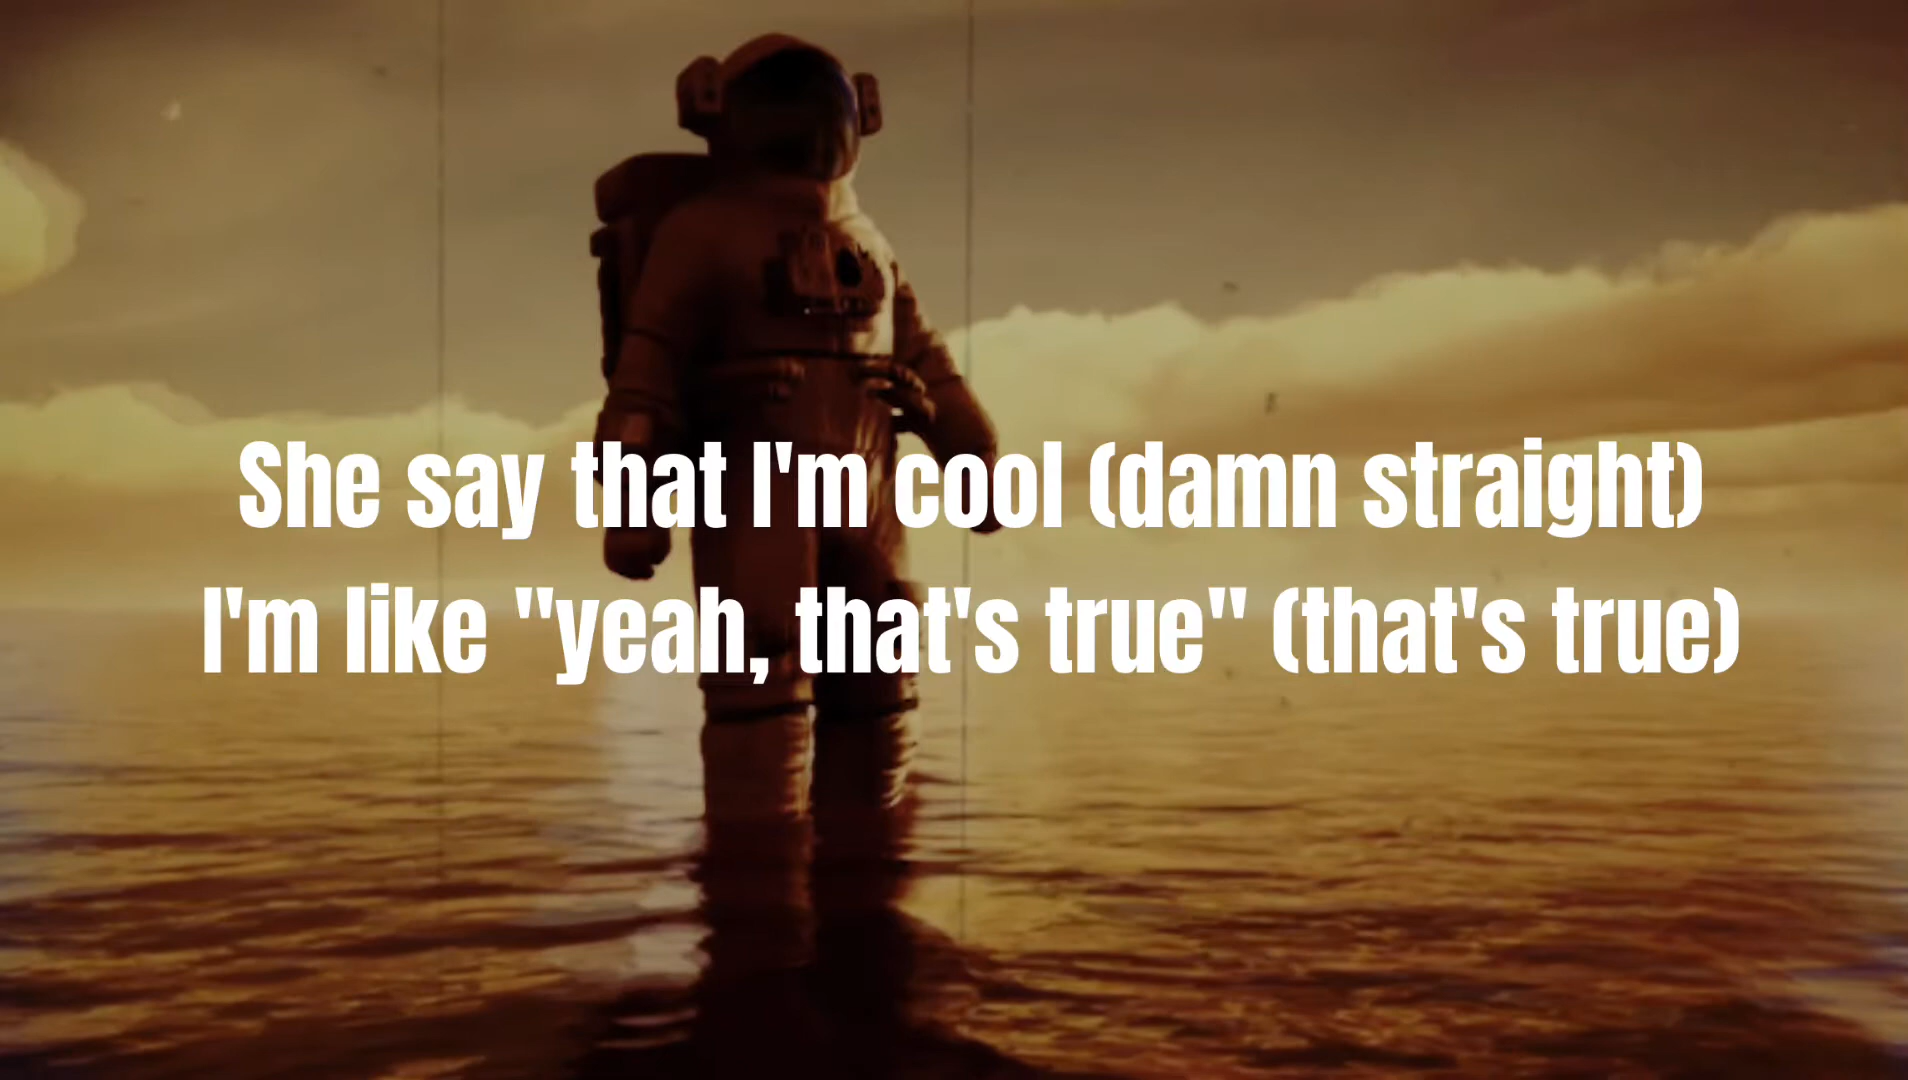 She say that I'm cool (damn straight)
I'm like "yeah, that's true" (that's true)